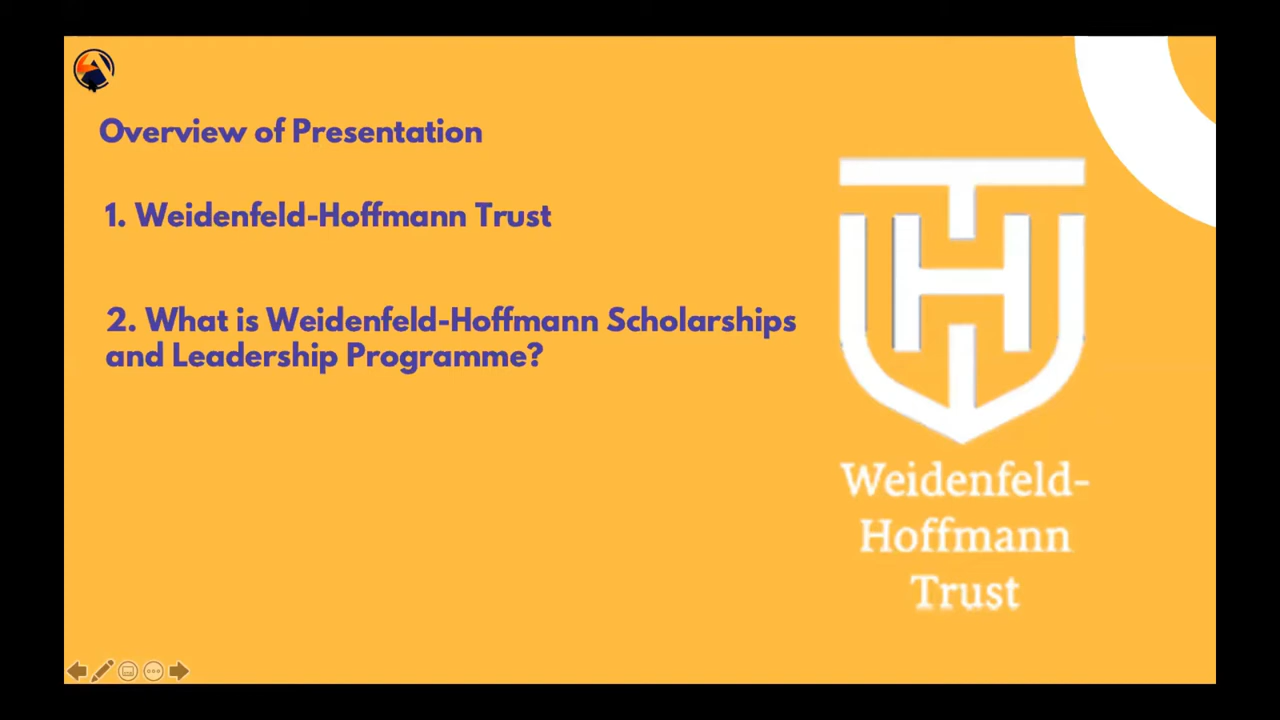 Overview of Presentation
1. Weidenfeld-Hoffmann Trust
2. What is Weidenfeld-Hoffmann Scholarships
and Leadership Programme?
Weidenfeld-
Hoffmann
Trust